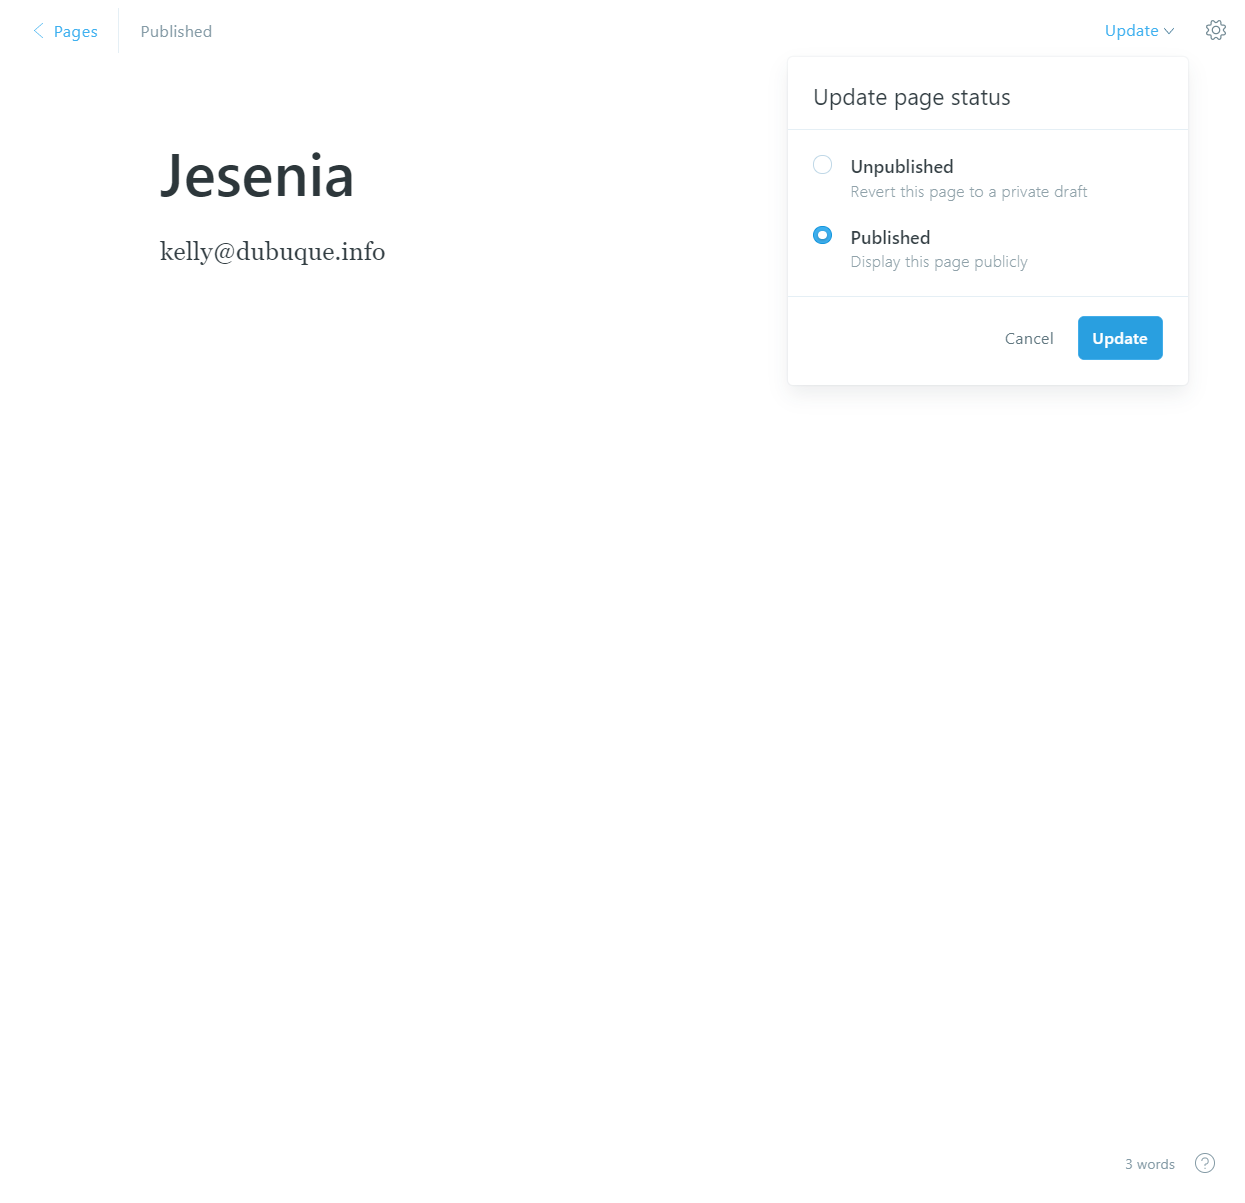 Pages
Published
Update
Update page status
Unpublished
Revert this page to a private draft
Published
Display this page publicly
Cancel
Update
Jesenia
kelly@dubuque.info
3 words
?